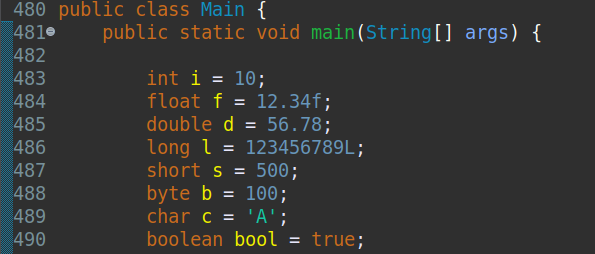 480 public class Main {
481 public static void main(String[] args) {
482
483 int i = 10;
484 float f = 12.34f;
485 double d = 56.78;
486 long l = 123456789L;
487 short s = 500;
488 byte b = 100;
489 char c = 'A';
490 boolean bool = true;